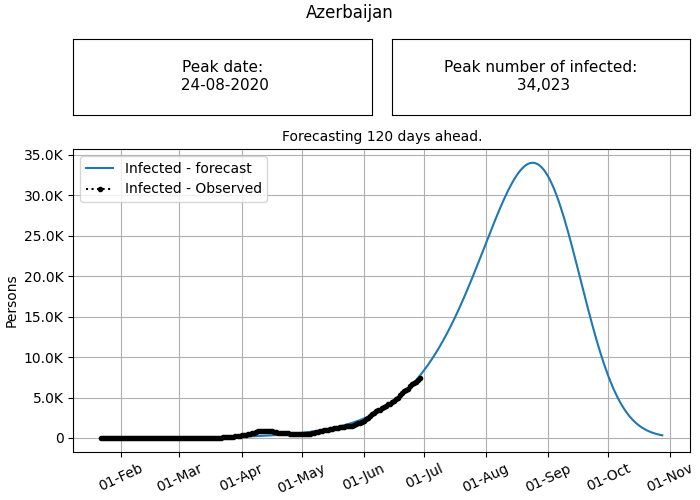 Azerbaijan
Peak date:
24-08-2020
Peak number of infected:
34,023
Forecasting 120 days ahead.
Infected - forecast
Infected - Observed
Persons
35.0K
30.0K
25.0K
20.0K
15.0K
10.0K
5.0K
0
01-Feb
01-Mar
01-Apr
01-May
01-Jun
01-Jul
01-Aug
01-Sep
01-Oct
01-Nov